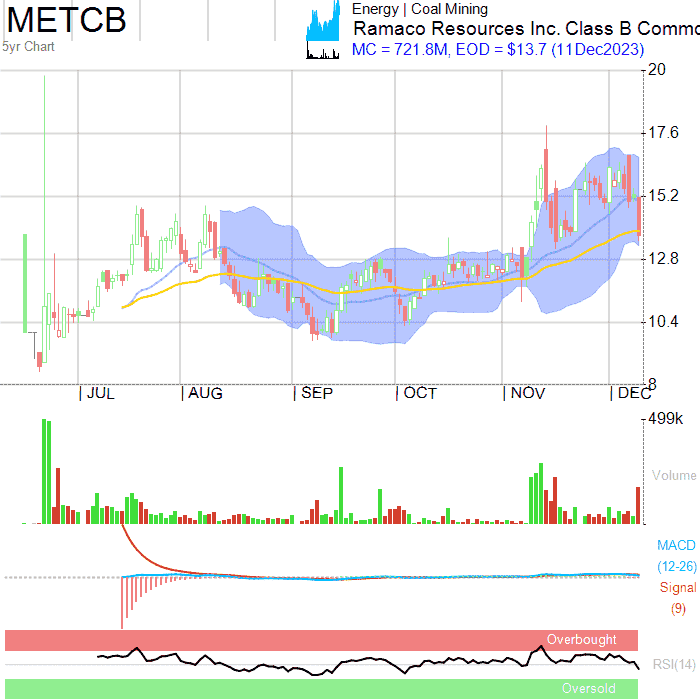 METCB
5yr Chart
Energy | Coal Mining
Ramaco Resources Inc. Class B Commo
MC = 721.8M, EOD = $13.7 (11Dec2023)
20
17.6
15.2
12.8
10.4
8
JUL AUG SEP OCT NOV DEC
499k
Volume
MACD
(12-26)
Signal
(9)
Overbought
RSI(14)
Oversold